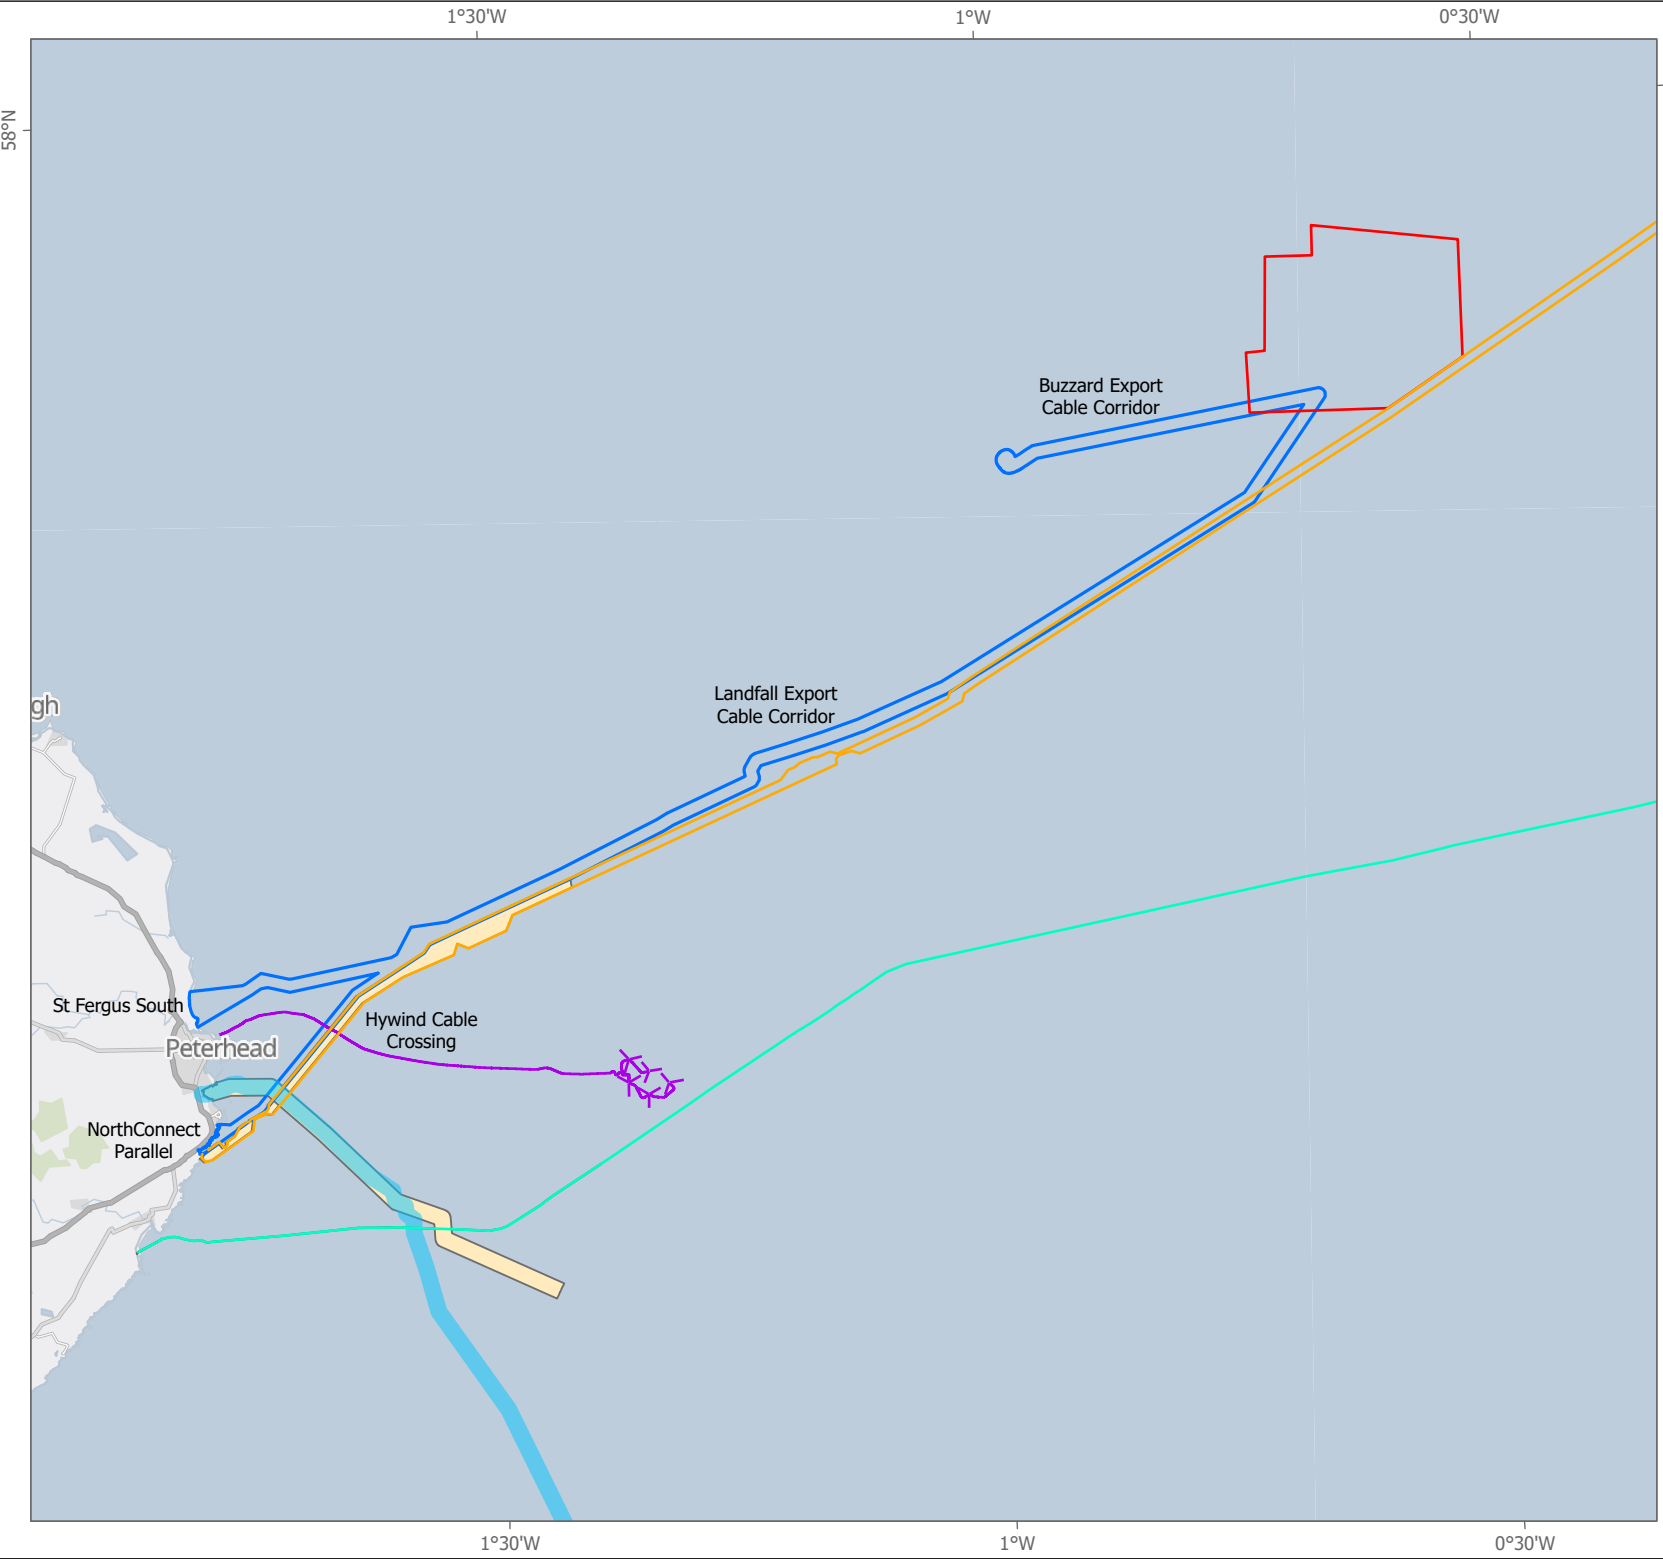 1°30'W 1°W 0°30'W
58°N
Buzzard Export
Cable Corridor
Landfall Export
Cable Corridor
gh
St Fergus South
Hywind Cable
Crossing
Peterhead
NorthConnect
Parallel
1°30'W 1°W 0°30'W